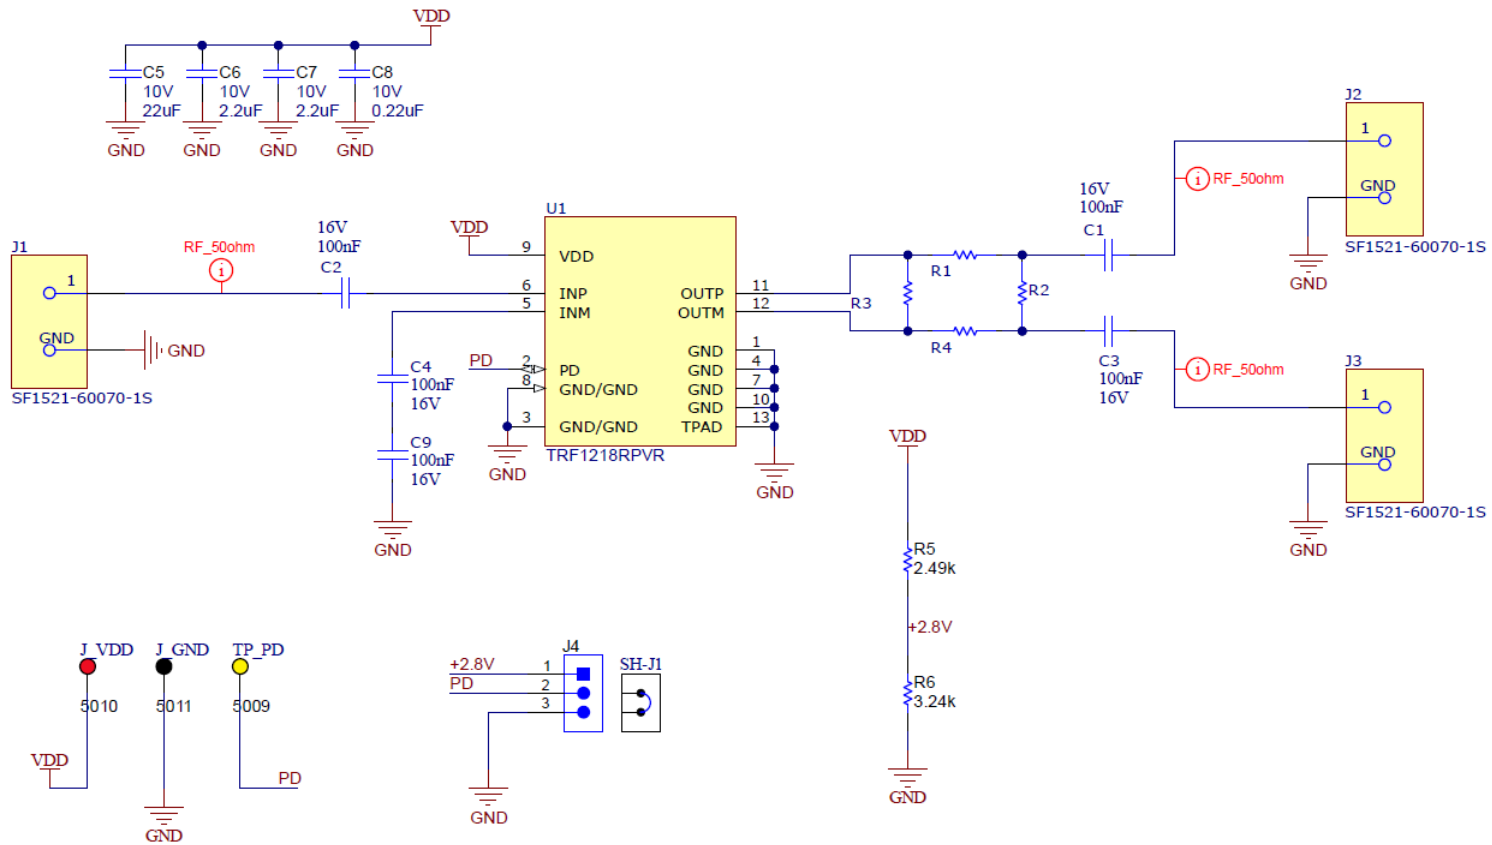 VDD
C5
10V
22uF
C6
10V
2.2uF
C7
10V
2.2uF
C8
10V
0.22uF
GND
GND
GND
GND
J1
1
GND
SF1521-60070-1S
RF_50ohm
i
GND
16V
100nF
C2
VDD
U1
9
VDD
6
INP
5
INM
2
PD
PD
8
GND/GND
3
GND/GND
OUTP
11
OUTM
12
GND
1
GND
4
GND
7
GND
10
TPAD
13
TRF1218RPVR
GND
GND
C4
100nF
16V
C9
100nF
16V
GND
R3
R1
R2
R4
16V
100nF
C1
C3
100nF
16V
i
RF_50ohm
i
RF_50ohm
J2
1
GND
SF1521-60070-1S
GND
J3
1
GND
SF1521-60070-1S
GND
VDD
R5
2.49k
+2.8V
R6
3.24k
GND
J_VDD
5010
VDD
J_GND
5011
GND
TP_PD
5009
PD
J4
+2.8V
1
PD
2
3
GND
SH-J1